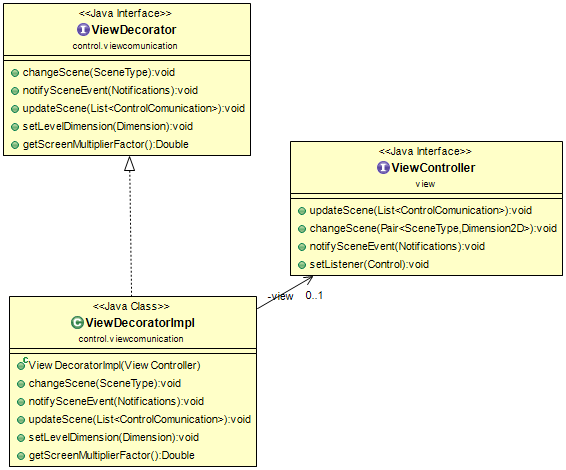 <<Java Interface>>
I ViewDecorator
control.viewcomunication
changeScene(SceneType):void
notifySceneEvent(Notifications):void
updateScene(List<ControlComunication>):void
setLevelDimension(Dimension):void
getScreenMultiplierFactor():Double
<<Java Interface>>
I ViewController
view
updateScene(List<ControlComunication>):void
changeScene(Pair<SceneType,Dimension2D>):void
notifySceneEvent(Notifications):void
setListener(Control):void
-view 0..1
<<Java Class>>
C ViewDecoratorImpl
control.viewcomunication
C ViewDecoratorImpl(ViewController)
changeScene(SceneType):void
notifySceneEvent(Notifications):void
updateScene(List<ControlComunication>):void
setLevelDimension(Dimension):void
getScreenMultiplierFactor():Double